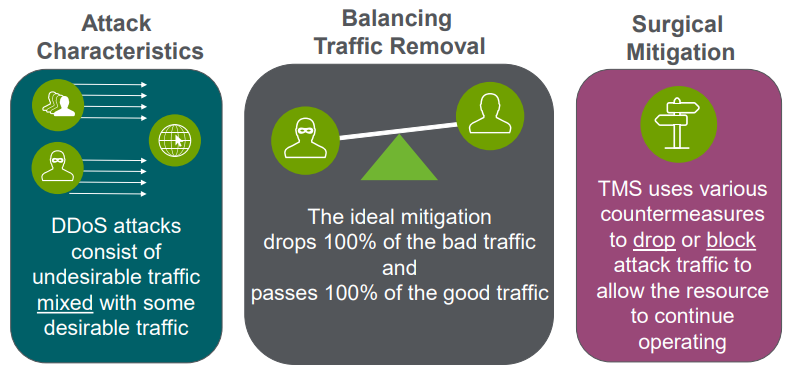 Attack
Characteristics
DDoS attacks
consist of
undesirable traffic
mixed with some
desirable traffic
Balancing
Traffic Removal
The ideal mitigation
drops 100% of the bad traffic
and
passes 100% of the good traffic
Surgical
Mitigation
TMS uses various
countermeasures
to drop or block
attack traffic to
allow the resource
to continue
operating